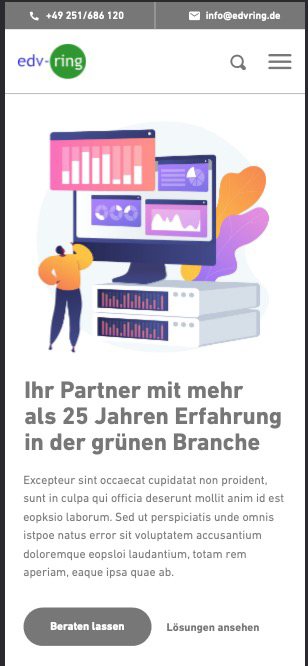 +49 251/686 120
info@edvring.de
edv-ring
Ihr Partner mit mehr
als 25 Jahren Erfahrung
in der grünen Branche
Excepteur sint occaecat cupidatat non proident,
sunt in culpa qui officia deserunt mollit anim id est
eopksio laborum. Sed ut perspiciatis unde omnis
istpoe natus error sit voluptatem accusantium
doloremque eopsloi laudantium, totam rem
aperiam, eaque ipsa quae ab.
Beraten lassen
Lösungen ansehen